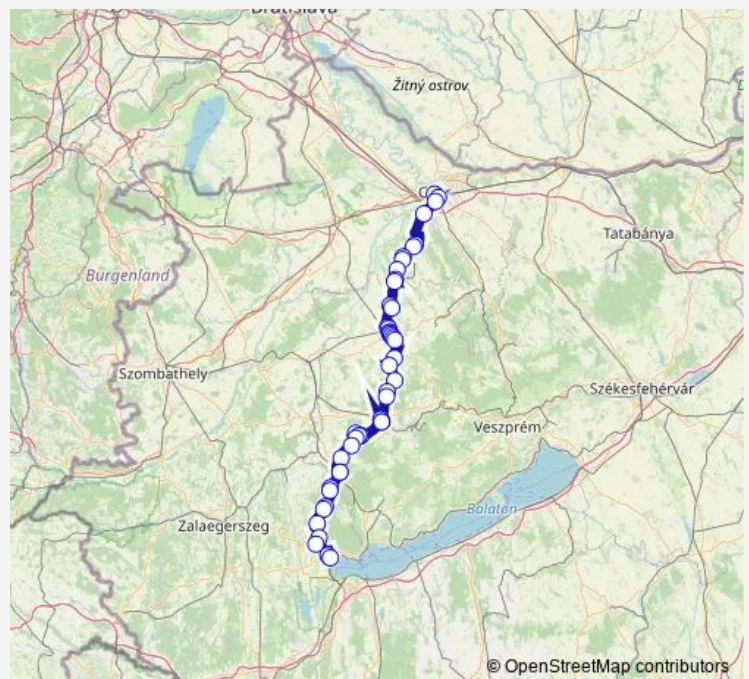 Bratislava
Žitný ostrov
Tatabánya
Burgenland
Szombathely
Székesfehérvár
Veszprém
Balaton
Zalaegerszeg
© OpenStreetMap contributors